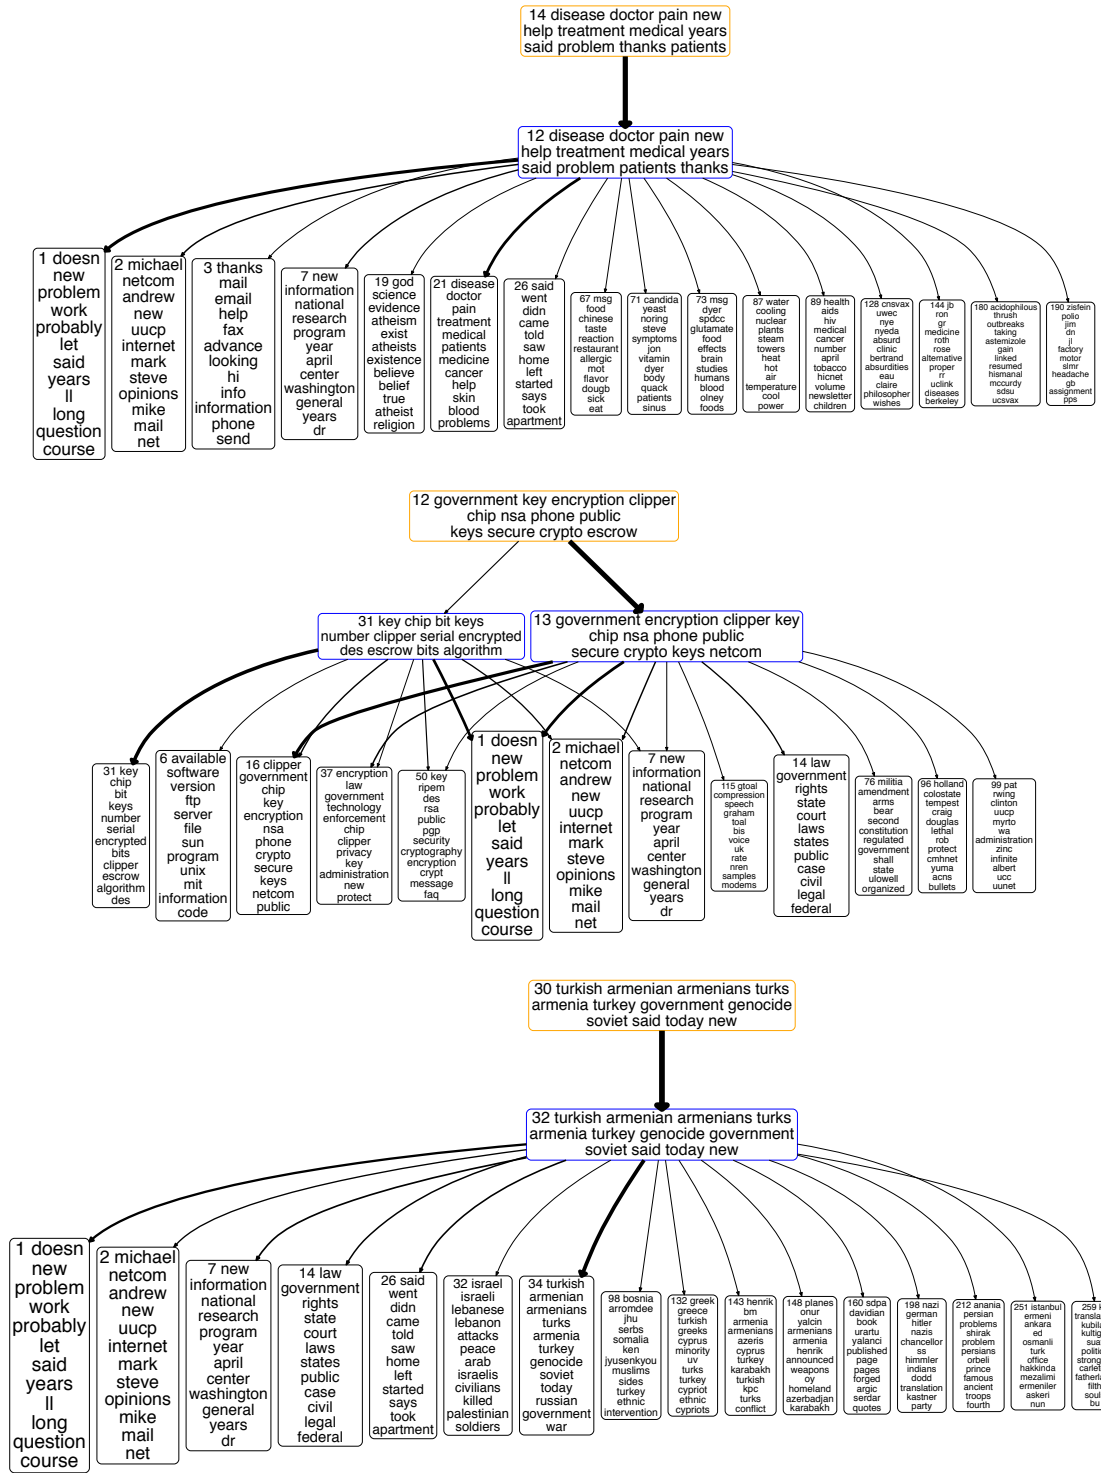 14 disease doctor pain new
help treatment medical years
said problem thanks patients
12 disease doctor pain new
help treatment medical years
said problem patients thanks
1 doesn
new
problem
work
probably
let
said
years
ll
long
question
course
2 michael
netcom
andrew
new
uucp
internet
mark
steve
opinions
mike
mail
net
3 thanks
mail
email
help
fax
advance
looking
hi
info
information
phone
send
7 new
information
national
research
program
year
april
center
washington
general
years
dr
19 god
science
evidence
atheism
exist
atheists
existence
believe
belief
true
atheist
religion
21 disease
doctor
pain
treatment
medical
patients
medicine
cancer
help
skin
blood
problems
26 said
went
didn
came
told
saw
home
left
started
says
took
apartment
67 msg
food
chinese
taste
reaction
restaurant
allergic
mot
flavor
dougb
sick
eat
71 candida
yeast
noring
steve
symptoms
jon
vitamin
dyer
body
quack
patients
sinus
73 msg
dyer
spdcc
glutamate
food
effects
brain
studies
humans
blood
olney
foods
87 water
cooling
nuclear
plants
steam
towers
heat
hot
air
temperature
cool
power
89 health
aids
hiv
medical
cancer
number
april
tobacco
hicnet
volume
newsletter
children
128 cnsvax
uwec
nye
nyeda
absurd
clinic
bertrand
absurdities
eau
claire
philosopher
wishes
144 jb
ron
gr
medicine
roth
rose
alternative
proper
rr
uclink
diseases
berkeley
180 acidophilous
thrush
outbreaks
taking
astemizole
gain
linked
resumed
hismanal
mccurdy
sdsu
ucsvax
190 zisfein
polio
jim
dn
jl
factory
motor
slmr
headache
gb
assignment
pps
12 government key encryption clipper
chip nsa phone public
keys secure crypto escrow
31 key chip bit keys
number clipper serial encrypted
des escrow bits algorithm
13 government encryption clipper key
chip nsa phone public
secure crypto keys netcom
31 key
chip
bit
keys
number
serial
encrypted
bits
clipper
escrow
algorithm
des
6 available
software
version
ftp
server
file
sun
program
unix
mit
information
code
16 clipper
government
chip
key
encryption
nsa
phone
crypto
secure
keys
netcom
public
37 encryption
law
government
technology
enforcement
chip
clipper
privacy
key
administration
new
protect
50 key
ripem
des
rsa
public
pgp
security
cryptography
encryption
crypt
message
faq
1 doesn
new
problem
work
probably
let
said
years
ll
long
question
course
2 michael
netcom
andrew
new
uucp
internet
mark
steve
opinions
mike
mail
net
7 new
information
national
research
program
year
april
center
washington
general
years
dr
115 gtoal
compression
speech
graham
toal
bis
voice
uk
rate
nren
samples
modems
14 law
government
rights
state
court
laws
states
public
case
civil
legal
federal
76 militia
amendment
arms
bear
second
constitution
regulated
government
shall
state
ulowell
organized
96 holland
colostate
tempest
craig
douglas
lethal
rob
protect
cmhnet
yuma
acns
bullets
99 pat
rwing
clinton
uucp
myrto
wa
administration
zinc
infinite
albert
ucc
uunet
30 turkish armenian armenians turks
armenia turkey government genocide
soviet said today new
32 turkish armenian armenians turks
armenia turkey genocide government
soviet said today new
1 doesn
new
problem
work
probably
let
said
years
ll
long
question
course
2 michael
netcom
andrew
new
uucp
internet
mark
steve
opinions
mike
mail
net
7 new
information
national
research
program
year
april
center
washington
general
years
dr
14 law
government
rights
state
court
laws
states
public
case
civil
legal
federal
26 said
went
didn
came
told
saw
home
left
started
says
took
apartment
32 israel
israeli
lebanese
lebanon
attacks
peace
arab
israelis
civilians
killed
palestinian
soldiers
34 turkish
armenian
armenians
turks
armenia
turkey
genocide
soviet
today
russian
government
war
98 bosnia
arromdee
jhu
serbs
somalia
ken
jyusenkyou
muslims
sides
turkey
ethnic
intervention
132 greek
greece
turkish
greeks
cyprus
minority
uv
turks
turkey
cypriot
ethnic
cypriots
143 henrik
bm
armenia
armenians
azeris
cyprus
turkey
karabakh
turkish
kpc
turks
conflict
148 planes
onur
yalcin
armenians
armenia
henrik
announced
weapons
oy
homeland
azerbadjan
karabakh
160 sdpa
davidian
book
urartu
yalanci
published
page
pages
forged
argic
serdar
quotes
198 nazi
german
hitler
nazis
chancellor
ss
himmler
indians
dodd
translation
kastner
party
212 anania
persian
problems
shirak
problem
persians
orbeli
prince
famous
ancient
troops
fourth
251 istanbul
ermeni
ankara
ed
osmanli
turk
office
hakkinda
mezalimi
ermeniler
askeri
nun
259